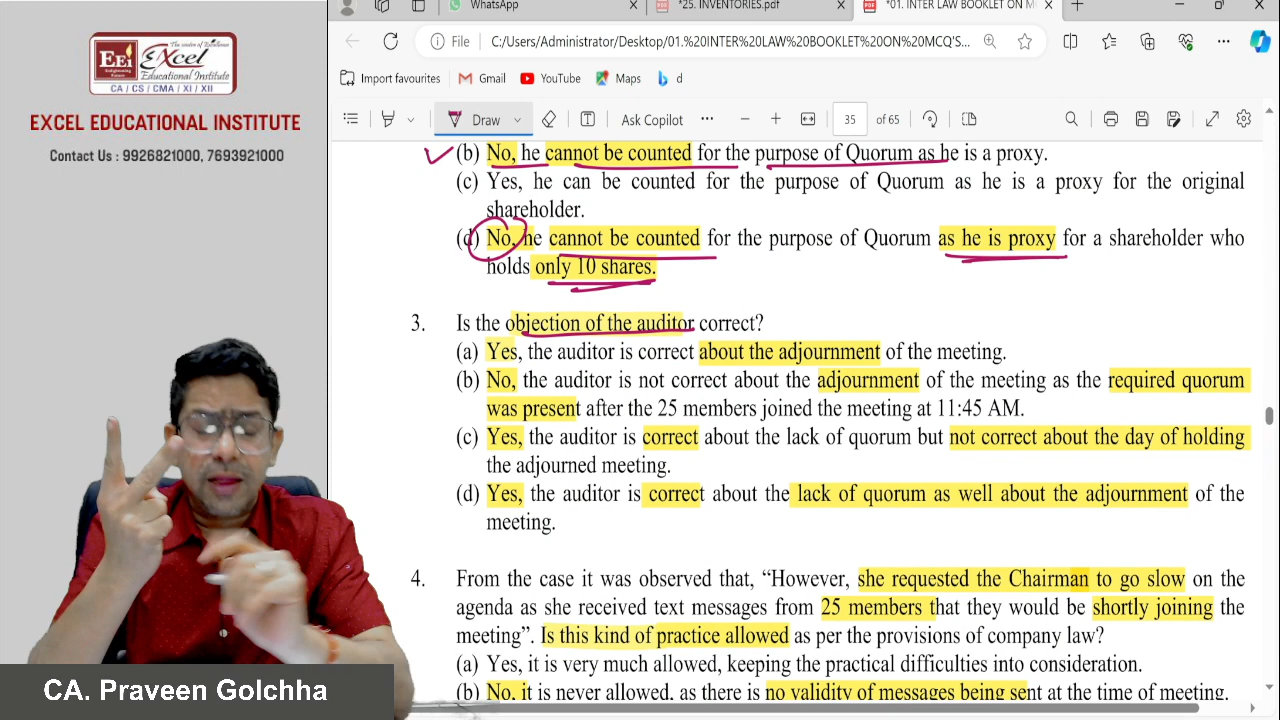 WhatsApp
*25. INVENTORIES.pdf
*01. INTER LAW BOOKLET ON M
EEi
Enlightening Future
The centre of Excellence
Excel
Educational Institute
CA / CS / CMA / XI / XII
EXCEL EDUCATIONAL INSTITUTE
Contact Us : 9926821000, 7693921000
File
C:/Users/Administrator/Desktop/01.%20INTER%20LAW%20BOOKLET%20ON%20MCQ'S...
Import favourites
Gmail
YouTube
Maps
d
Draw
Ask Copilot
35
of 65
(b) No, he cannot be counted for the purpose of Quorum as he is a proxy.
(c) Yes, he can be counted for the purpose of Quorum as he is a proxy for the original
shareholder.
(d) No, he cannot be counted for the purpose of Quorum as he is proxy for a shareholder who
holds only 10 shares.
3. Is the objection of the auditor correct?
(a) Yes, the auditor is correct about the adjournment of the meeting.
(b) No, the auditor is not correct about the adjournment of the meeting as the required quorum
was present after the 25 members joined the meeting at 11:45 AM.
(c) Yes, the auditor is correct about the lack of quorum but not correct about the day of holding
the adjourned meeting.
(d) Yes, the auditor is correct about the lack of quorum as well about the adjournment of the
meeting.
4. From the case it was observed that, “However, she requested the Chairman to go slow on the
agenda as she received text messages from 25 members that they would be shortly joining the
meeting”. Is this kind of practice allowed as per the provisions of company law?
(a) Yes, it is very much allowed, keeping the practical difficulties into consideration.
(b) No, it is never allowed, as there is no validity of messages being sent at the time of meeting.
CA. Praveen Golchha